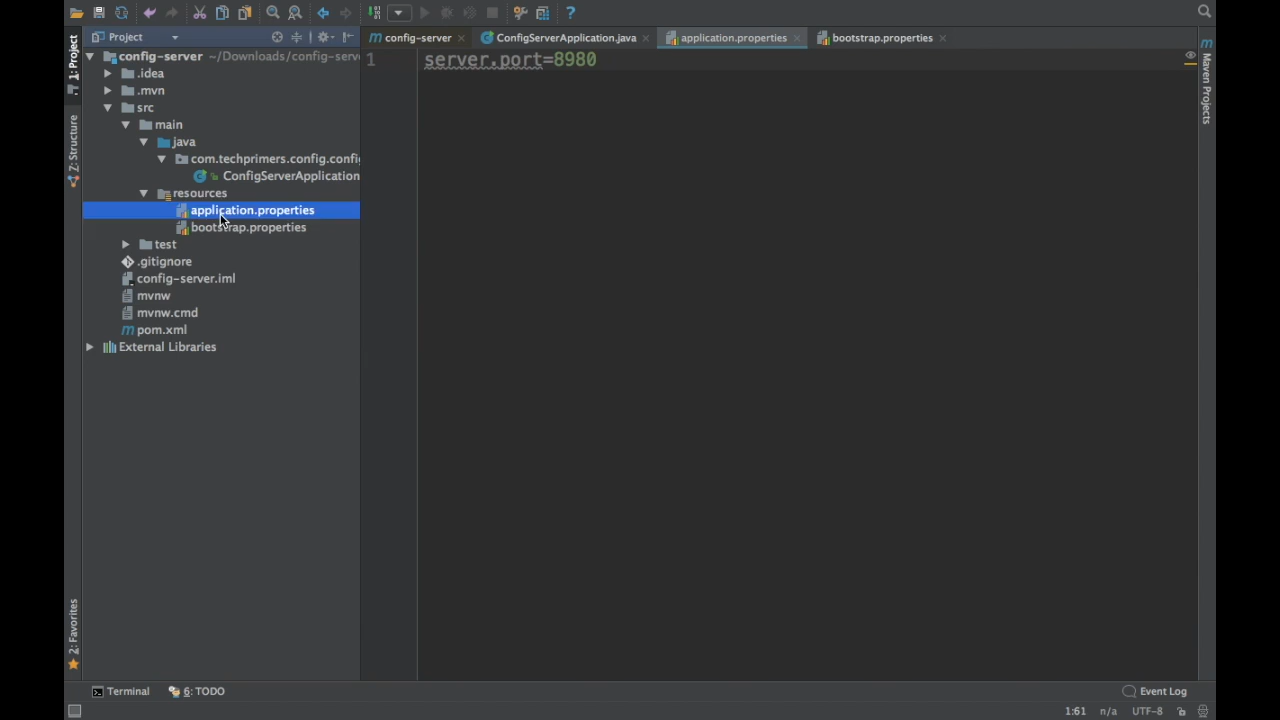 Project
config-server
ConfigServerApplication.java
application.properties
bootstrap.properties
1: Project
Z: Structure
2: Favorites
Maven Projects
config-server ~/Downloads/config-serv
.idea
.mvn
src
main
java
com.techprimers.config.confi
ConfigServerApplication
resources
application.properties
bootstrap.properties
test
.gitignore
config-server.iml
mvnw
mvnw.cmd
pom.xml
External Libraries
1 server.port=8980
Terminal
6: TODO
Event Log
1:61 n/a UTF-8